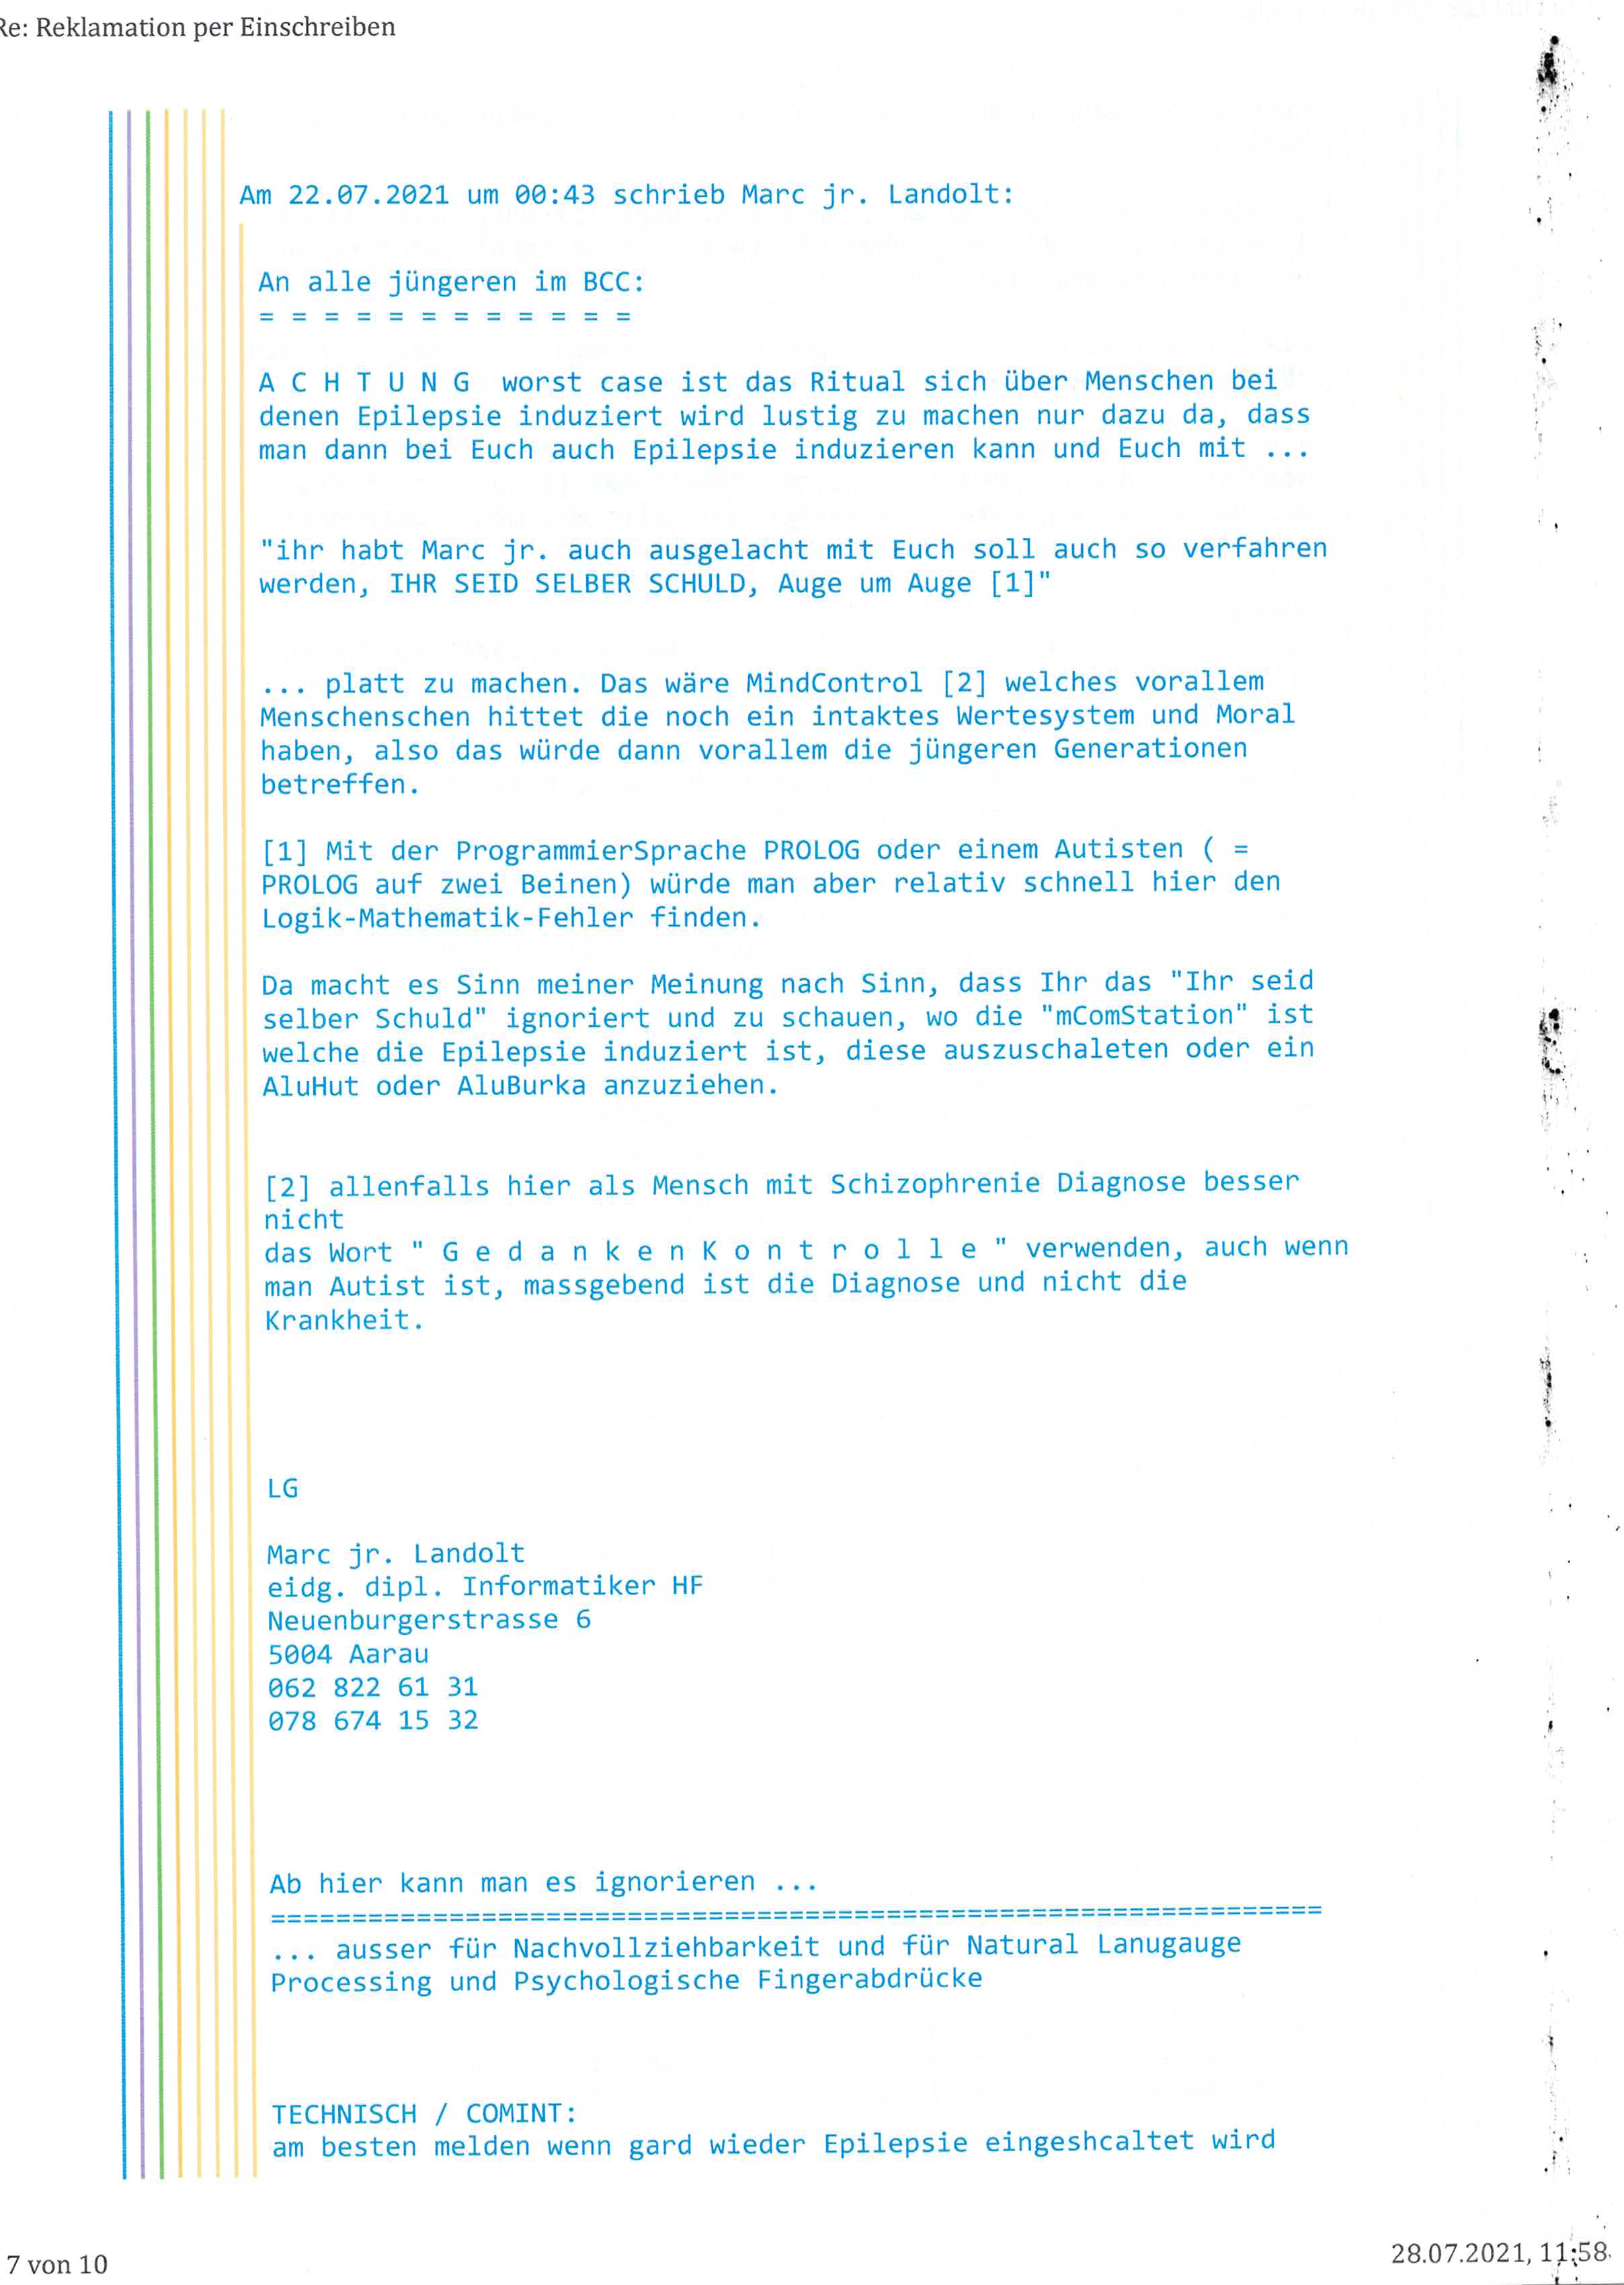 Re: Reklamation per Einschreiben
Am 22.07.2021 um 00:43 schrieb Marc jr. Landolt:
An alle jüngeren im BCC:
= = = = = = = = = = = =
A C H T U N G  worst case ist das Ritual sich über Menschen bei
denen Epilepsie induziert wird lustig zu machen nur dazu da, dass
man dann bei Euch auch Epilepsie induzieren kann und Euch mit ...
"ihr habt Marc jr. auch ausgelacht mit Euch soll auch so verfahren
werden, IHR SEID SELBER SCHULD, Auge um Auge [1]"
... platt zu machen. Das wäre MindControl [2] welches vorallem
Menschenschen hittet die noch ein intaktes Wertesystem und Moral
haben, also das würde dann vorallem die jüngeren Generationen
betreffen.
[1] Mit der ProgrammierSprache PROLOG oder einem Autisten ( =
PROLOG auf zwei Beinen) würde man aber relativ schnell hier den
Logik-Mathematik-Fehler finden.
Da macht es Sinn meiner Meinung nach Sinn, dass Ihr das "Ihr seid
selber Schuld" ignoriert und zu schauen, wo die "mComStation" ist
welche die Epilepsie induziert ist, diese auszuschaleten oder ein
AluHut oder AluBurka anzuziehen.
[2] allenfalls hier als Mensch mit Schizophrenie Diagnose besser
nicht
das Wort " G e d a n k e n K o n t r o l l e " verwenden, auch wenn
man Autist ist, massgebend ist die Diagnose und nicht die
Krankheit.
LG
Marc jr. Landolt
eidg. dipl. Informatiker HF
Neuenburgerstrasse 6
5004 Aarau
062 822 61 31
078 674 15 32
Ab hier kann man es ignorieren ...
=================================================================
... ausser für Nachvollziehbarkeit und für Natural Lanugauge
Processing und Psychologische Fingerabdrücke
TECHNISCH / COMINT:
am besten melden wenn gard wieder Epilepsie eingeshcaltet wird
7 von 10
28.07.2021, 11:58